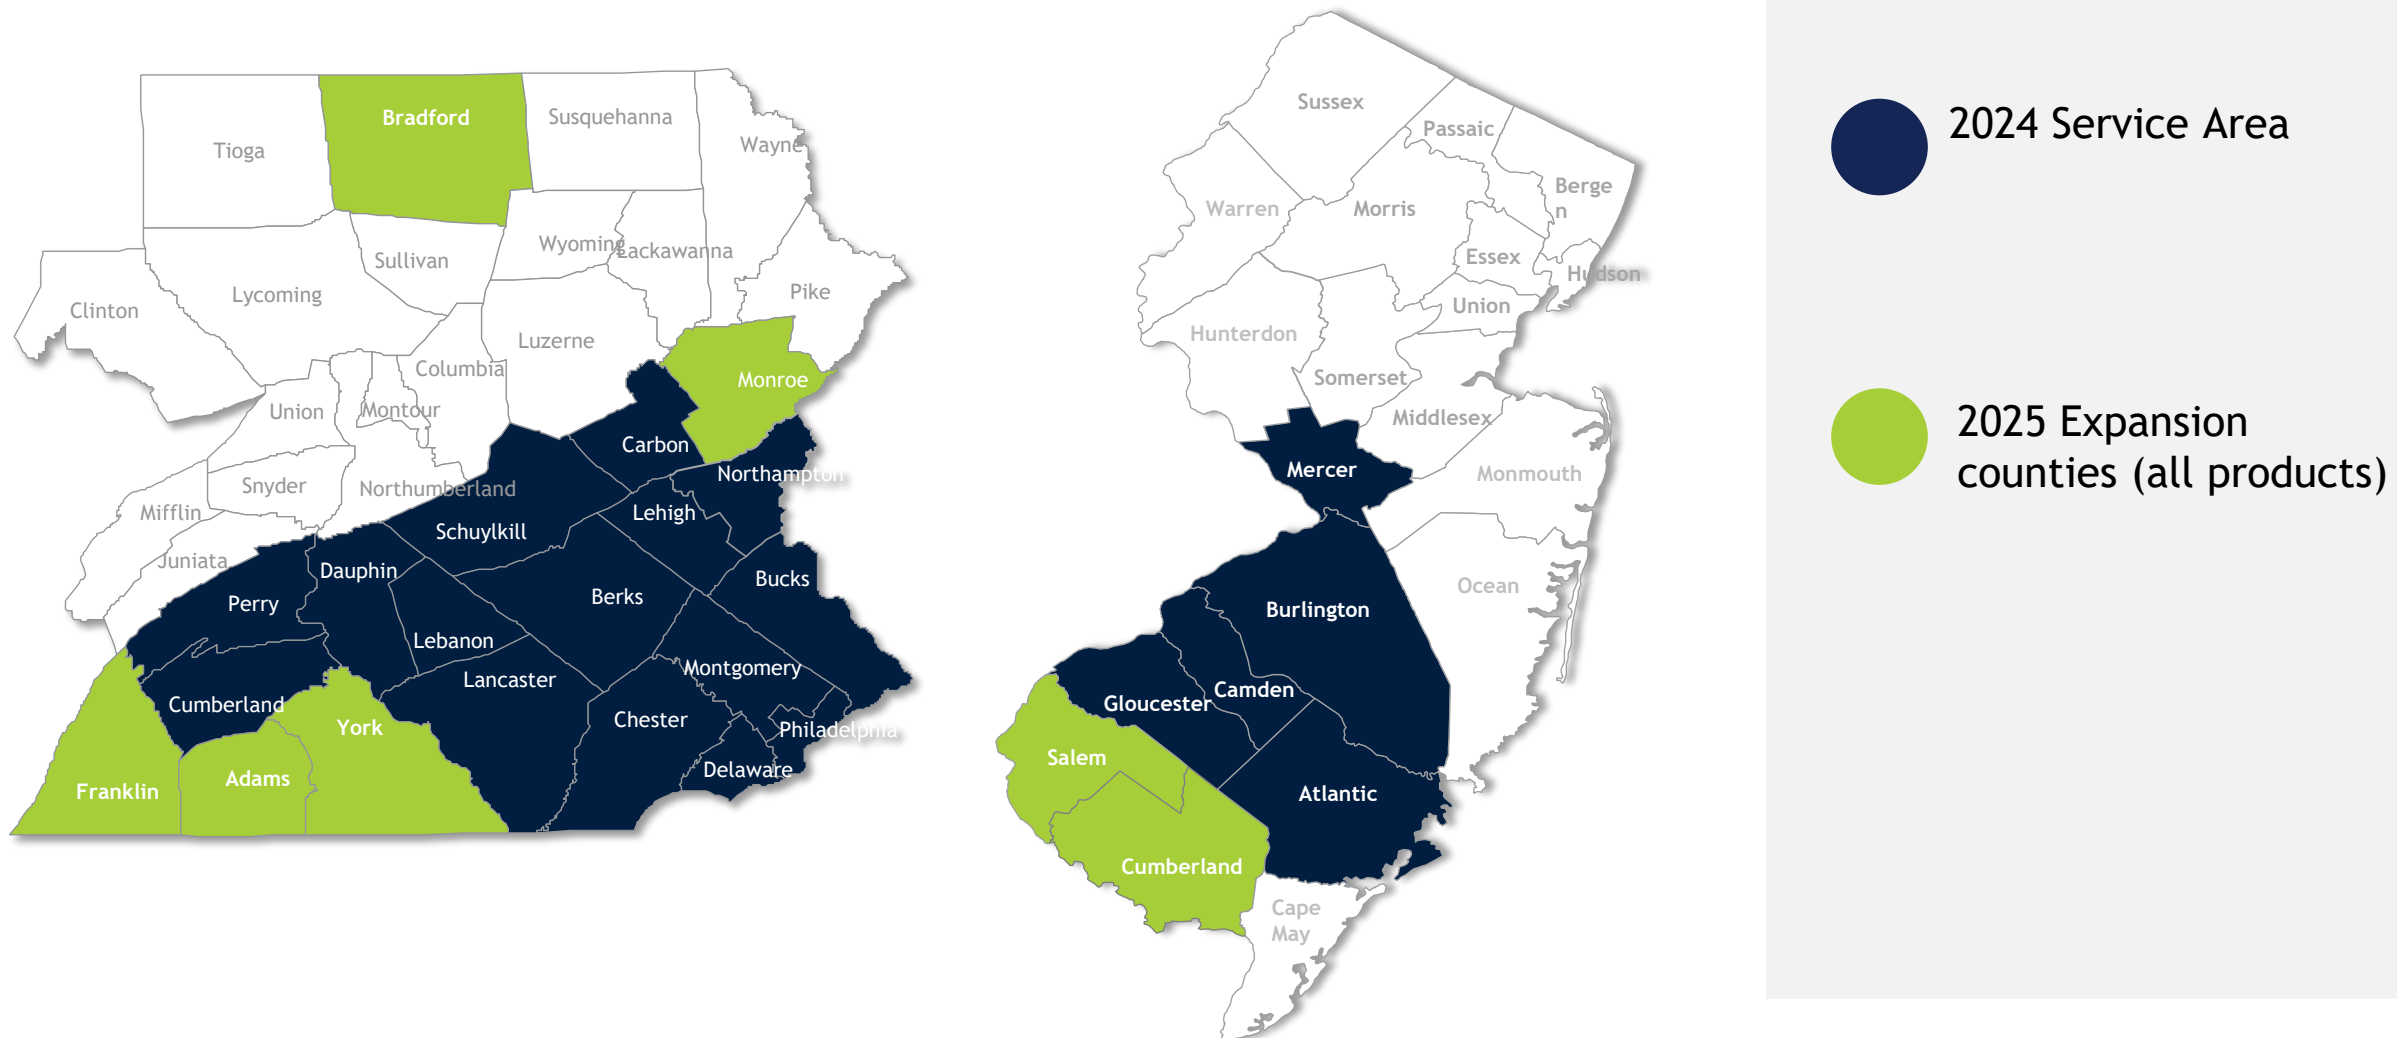 Bradford
Susquehanna
Tioga
Wayne
Wyoming
Lackawanna
Sullivan
Lycoming
Pike
Clinton
Luzerne
Columbia
Monroe
Union
Montour
Carbon
Northampton
Snyder
Northumberland
Mifflin
Lehigh
Schuylkill
Juniata
Dauphin
Bucks
Perry
Berks
Lebanon
Montgomery
Lancaster
Cumberland
Chester
York
Philadelphia
Delaware
Adams
Franklin
Sussex
Passaic
Berge
n
Warren
Morris
Essex
Hudson
Union
Hunterdon
Somerset
Middlesex
Mercer
Monmouth
Ocean
Burlington
Camden
Gloucester
Salem
Atlantic
Cumberland
Cape
May
2024 Service Area
2025 Expansion
counties (all products)